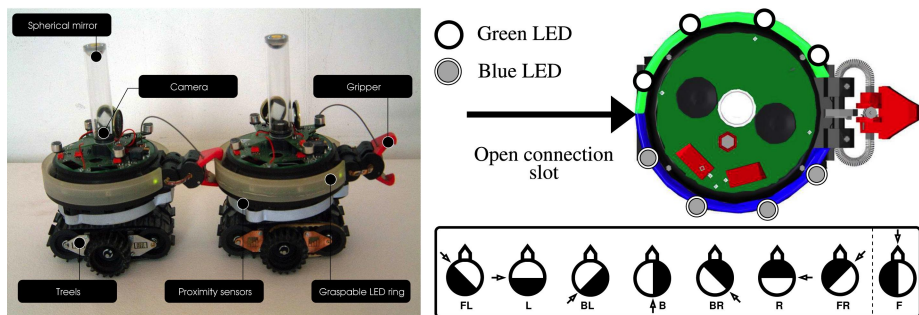 Spherical mirror
Camera
Gripper
Treels
Proximity sensors
Graspable LED ring
Green LED
Blue LED
Open connection
slot
FL
L
BL
B
BR
R
FR
F